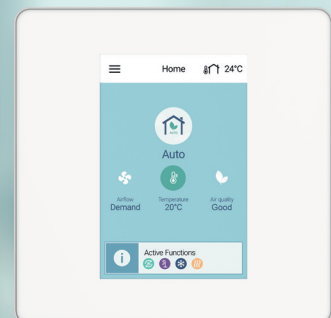 Home
24°C
Auto
Airflow
Demand
Temperature
20°C
Air quality
Good
Active Functions